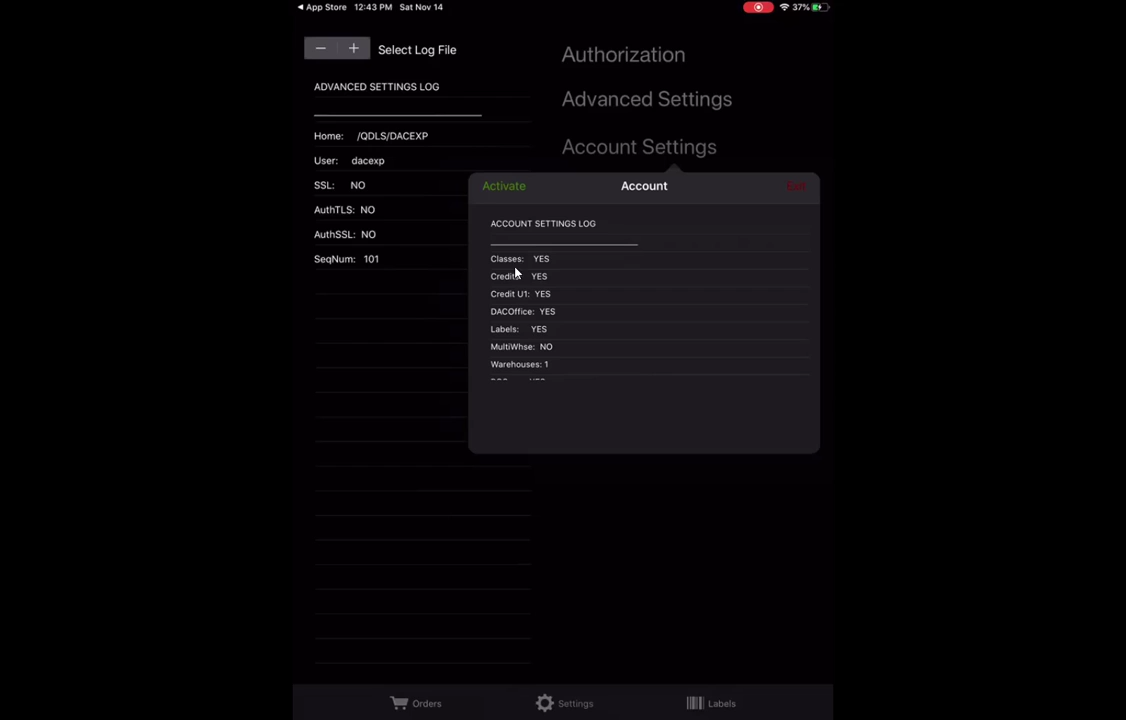 App Store 12:43 PM Sat Nov 14
37%
Select Log File
ADVANCED SETTINGS LOG
Home: /QDLS/DACEXP
User: dacexp
SSL: NO
AuthTLS: NO
AuthSSL: NO
SeqNum: 101
Authorization
Advanced Settings
Account Settings
Activate
Account
ACCOUNT SETTINGS LOG
Classes: YES
Credit: YES
Credit U1: YES
DACOffice: YES
Labels: YES
MultiWhse: NO
Warehouses: 1
Orders
Settings
Labels